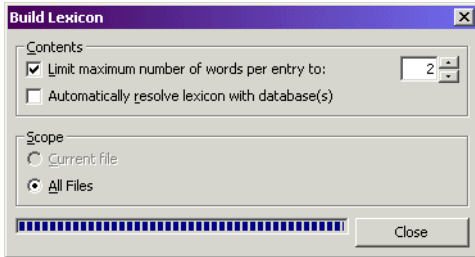 Build Lexicon
Contents
Limit maximum number of words per entry to: 2
Automatically resolve lexicon with database(s)
Scope
Current file
All Files
Close